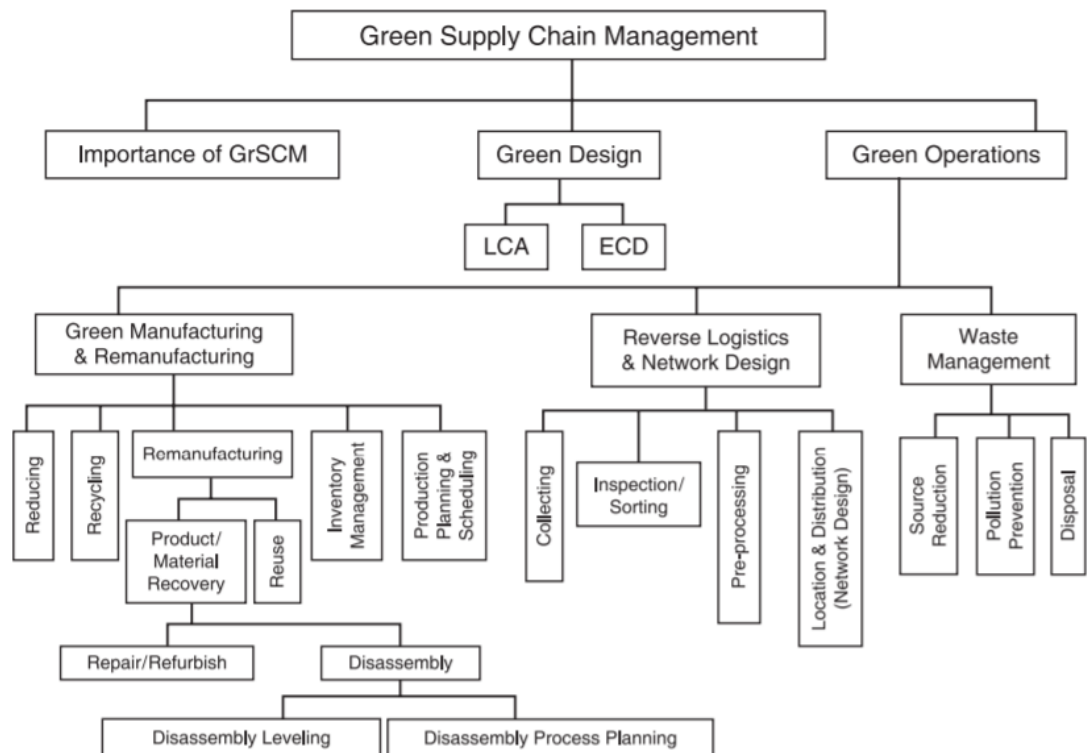 Green Supply Chain Management
Importance of GrSCM
Green Design
Green Operations
LCA
ECD
Green Manufacturing
& Remanufacturing
Reverse Logistics
& Network Design
Waste
Management
Reducing
Recycling
Remanufacturing
Inventory
Management
Production
Planning &
Scheduling
Collecting
Inspection/
Sorting
Pre-processing
Location & Distribution
(Network Design)
Source
Reduction
Pollution
Prevention
Disposal
Product/
Material
Recovery
Reuse
Repair/Refurbish
Disassembly
Disassembly Leveling
Disassembly Process Planning